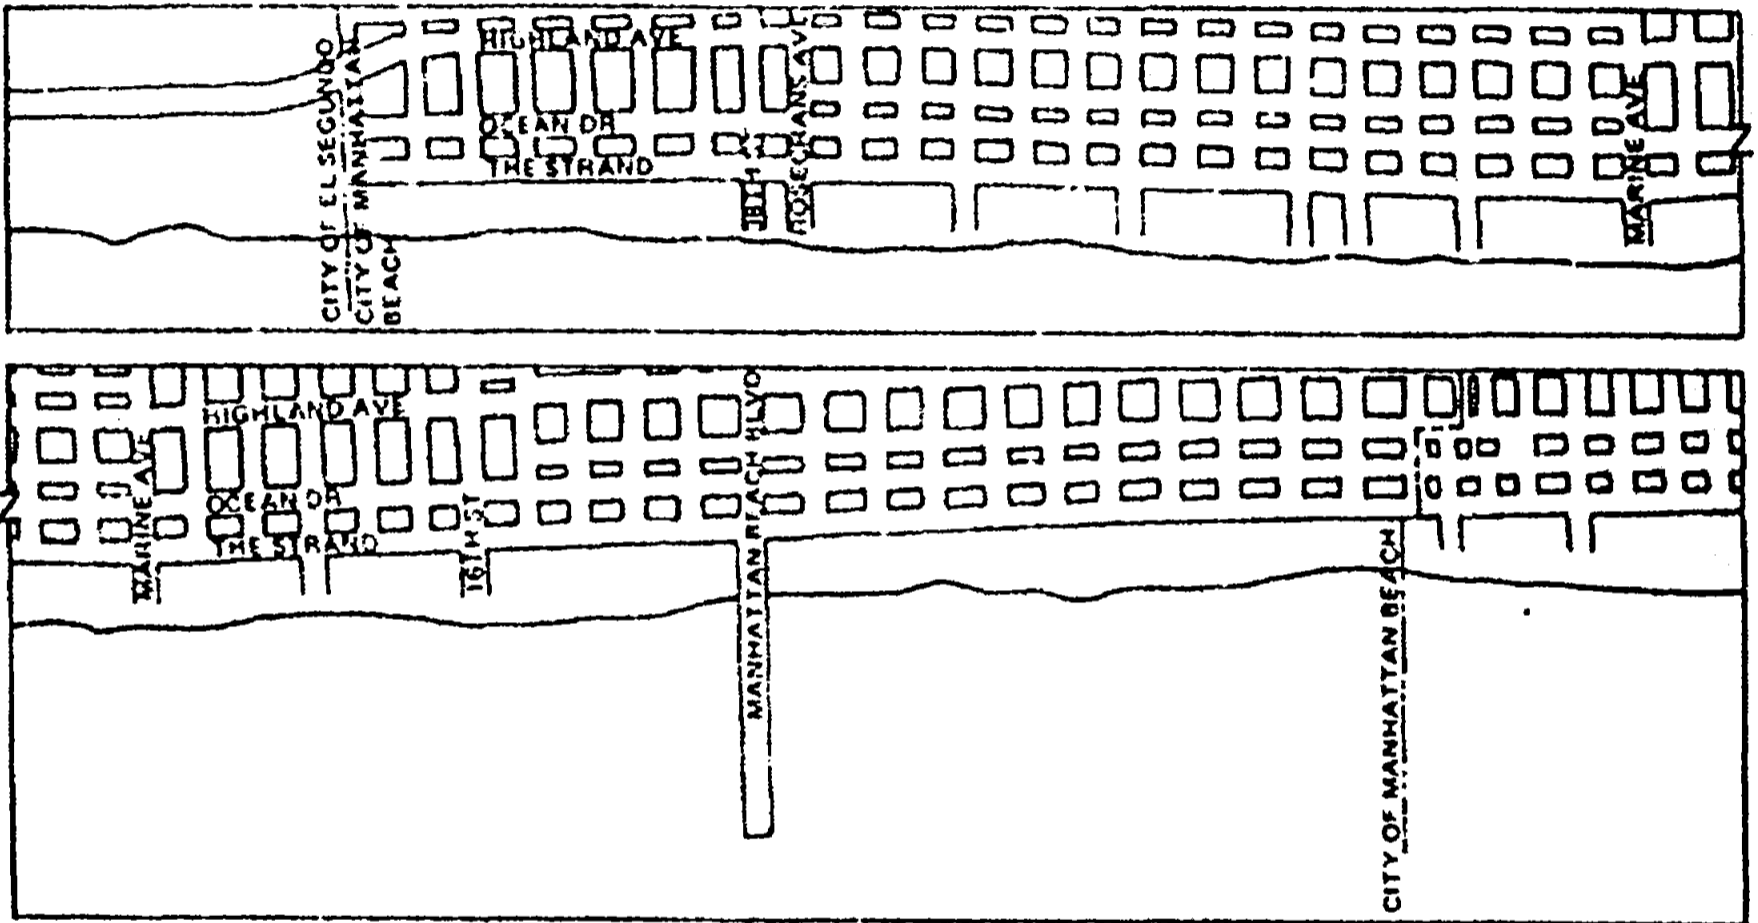 HIGHLAND AVE
CITY OF EL SEGUNDO
CITY OF MANHATTAN
BEACH
OCEAN DR
THE STRAND
ROSECRANS AVE
MARINE AVE
HIGHLAND AVE
MARINE AVE
OCEAN DR
THE STRAND
16TH ST
MANHATTAN BEACH BLVD
CITY OF MANHATTAN BEACH